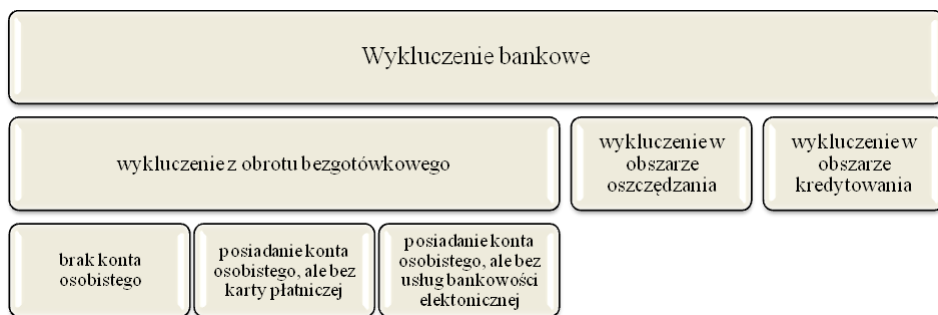 Wykluczenie bankowe
wykluczenie z obrotu bezgotówkowego
wykluczenie w
obszarze
oszczędzania
wykluczenie w
obszarze
kredytowania
brak konta
osobistego
posiadanie konta
osobistego, ale bez
karty płatniczej
posiadanie konta
osobistego, ale bez
usług bankowości
elektonicznej